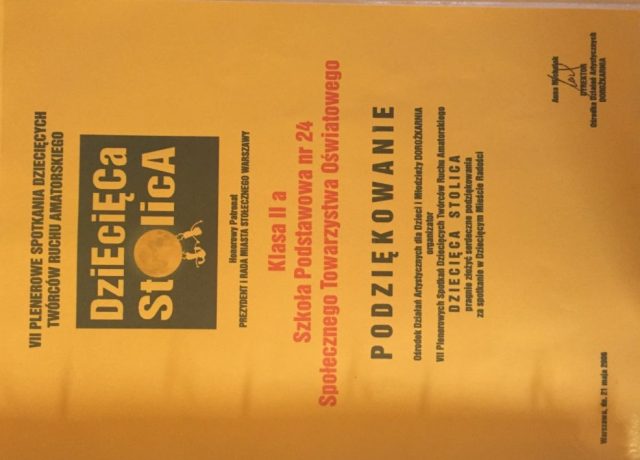 VII PLENEROWE SPOTKANIA DZIECIĘCYCH
TWÓRCÓW RUCHU AMATORSKIEGO
DziEciĘCa
StolicA
Honorowy Patronat
PREZYDENT I RADA MIASTA STOŁECZNEGO WARSZAWY
Klasa II a
Szkoła Podstawowa nr 24
Społecznego Towarzystwa Oświatowego
PODZIĘKOWANIE
Ośrodek Działań Artystycznych dla Dzieci i Młodzieży DOROŻKARNIA
organizator
VII Plenerowych Spotkań Dziecięcych Twórców Ruchu Amatorskiego
DZIECIĘCA STOLICA
pragnie złożyć serdeczne podziękowania
za spotkanie w Dziecięcym Mieście Radości
Anna
DYREKTOR
Ośrodka Działań Artystycznych
DOROŻKARNIA
Warszawa, dn. 21 maja 2006